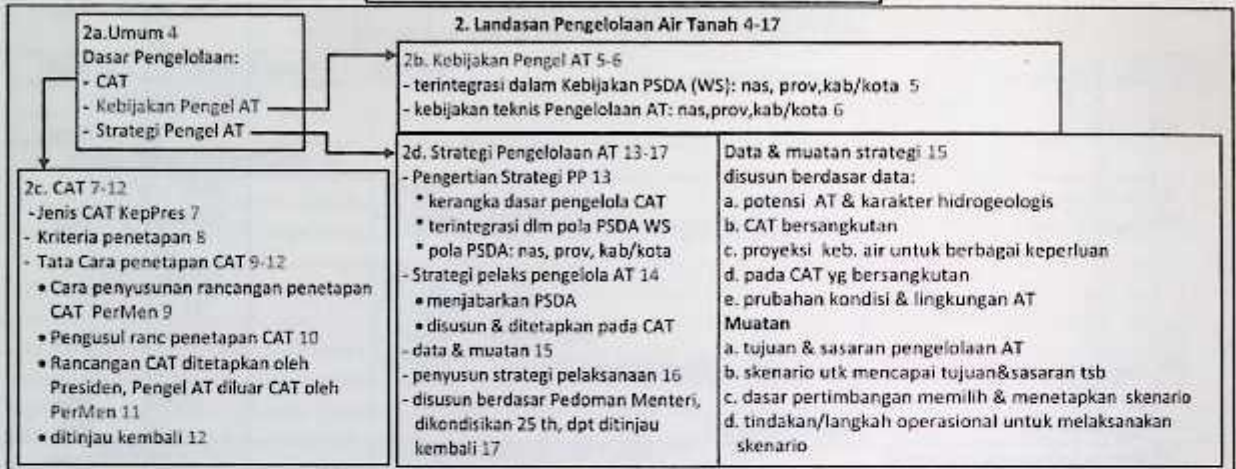 2. Landasan Pengelolaan Air Tanah 4-17
2a.Umum 4
Dasar Pengelolaan:
- CAT
- Kebijakan Pengel AT
- Strategi Pengel AT
2b. Kebijakan Pengel AT 5-6
- terintegrasi dalam Kebijakan PSDA (WS): nas, prov,kab/kota 5
- kebijakan teknis Pengelolaan AT: nas,prov,kab/kota 6
2c. CAT 7-12
-Jenis CAT KepPres 7
- Kriteria penetapan 8
- Tata Cara penetapan CAT 9-12
• Cara penyusunan rancangan penetapan
CAT PerMen 9
• Pengusul ranc penetapan CAT 10
• Rancangan CAT ditetapkan oleh
Presiden, Pengel AT diluar CAT oleh
PerMen 11
• ditinjau kembali 12
2d. Strategi Pengelolaan AT 13-17
- Pengertian Strategi PP 13
* kerangka dasar pengelola CAT
* terintegrasi dlm pola PSDA WS
* pola PSDA: nas, prov, kab/kota
- Strategi pelaks pengelola AT 14
• menjabarkan PSDA
• disusun & ditetapkan pada CAT
- data & muatan 15
- penyusun strategi pelaksanaan 16
- disusun berdasar Pedoman Menteri,
dikondisikan 25 th, dpt ditinjau
kembali 17
Data & muatan strategi 15
disusun berdasar data:
a. potensi AT & karakter hidrogeologis
b. CAT bersangkutan
c. proyeksi keb. air untuk berbagai keperluan
d. pada CAT yg bersangkutan
e. prubahan kondisi & lingkungan AT
Muatan
a. tujuan & sasaran pengelolaan AT
b. skenario utk mencapai tujuan&sasaran tsb
c. dasar pertimbangan memilih & menetapkan skenario
d. tindakan/langkah operasional untuk melaksanakan
skenario